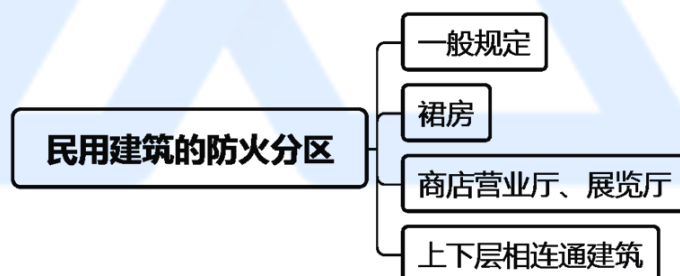 一般规定
裙房
民用建筑的防火分区
商店营业厅、展览厅
上下层相连通建筑